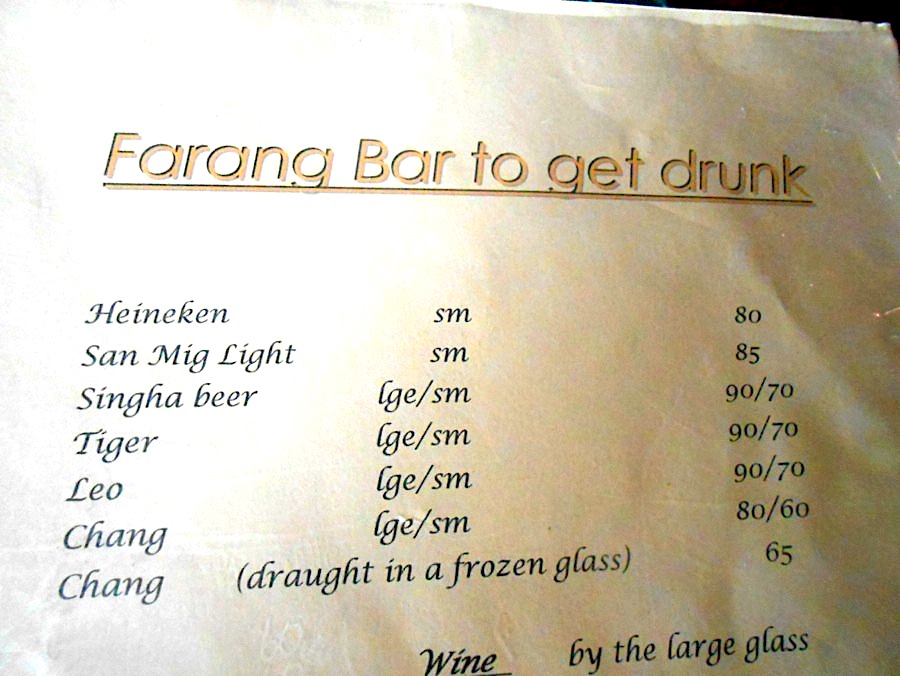 Farang Bar to get drunk
Heineken sm 80
San Mig Light sm 85
Singha beer lge/sm 90/70
Tiger lge/sm 90/70
Leo lge/sm 90/70
Chang lge/sm 80/60
Chang (draught in a frozen glass) 65
Wine by the large glass